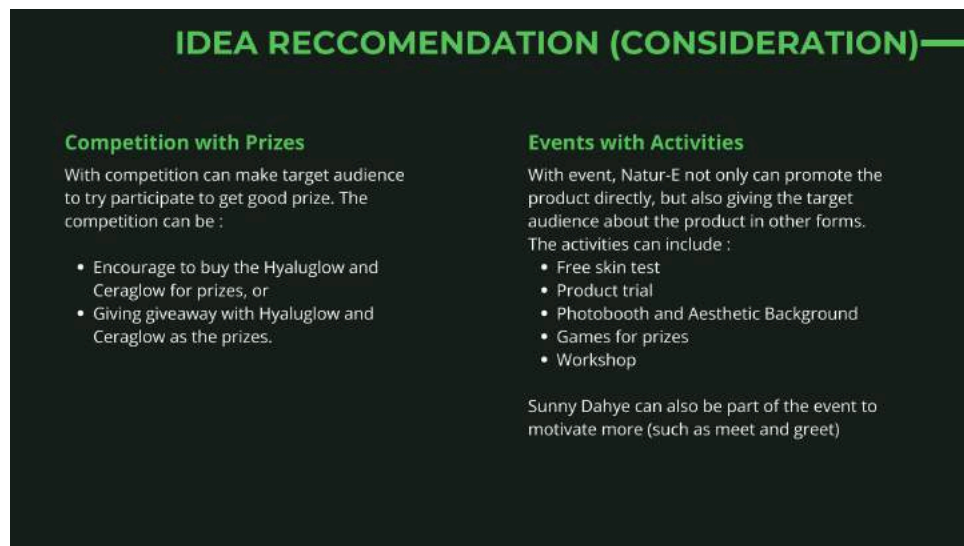 IDEA RECCOMENDATION (CONSIDERATION)
Competition with Prizes
With competition can make target audience
to try participate to get good prize. The
competition can be :
• Encourage to buy the Hyaluglow and
Ceraglow for prizes, or
• Giving giveaway with Hyaluglow and
Ceraglow as the prizes.
Events with Activities
With event, Natur-E not only can promote the
product directly, but also giving the target
audience about the product in other forms.
The activities can include :
• Free skin test
• Product trial
• Photobooth and Aesthetic Background
• Games for prizes
• Workshop
Sunny Dahye can also be part of the event to
motivate more (such as meet and greet)